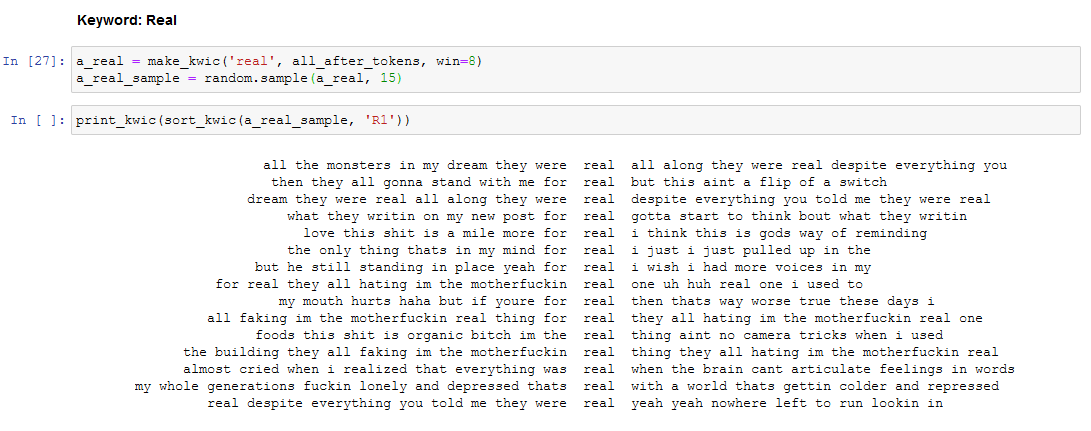 Keyword: Real
In [27]: a_real = make_kwic('real', all_after_tokens, win=8)
a_real_sample = random.sample(a_real, 15)
In [ ]: print_kwic(sort_kwic(a_real_sample, 'R1'))
all the monsters in my dream they were real all along they were real despite everything you
then they all gonna stand with me for real but this aint a flip of a switch
dream they were real all along they were real despite everything you told me they were real
what they writin on my new post for real gotta start to think bout what they writin
love this shit is a mile more for real i think this is gods way of reminding
the only thing thats in my mind for real i just i just pulled up in the
but he still standing in place yeah for real i wish i had more voices in my
for real they all hating im the motherfuckin real one uh huh real one i used to
my mouth hurts haha but if youre for real then thats way worse true these days i
all faking im the motherfuckin real thing for real they all hating im the motherfuckin real one
foods this shit is organic bitch im the real thing aint no camera tricks when i used
the building they all faking im the motherfuckin real thing they all hating im the motherfuckin real
almost cried when i realized that everything was real when the brain cant articulate feelings in words
my whole generations fuckin lonely and depressed thats real with a world thats gettin colder and repressed
real despite everything you told me they were real yeah yeah nowhere left to run lookin in